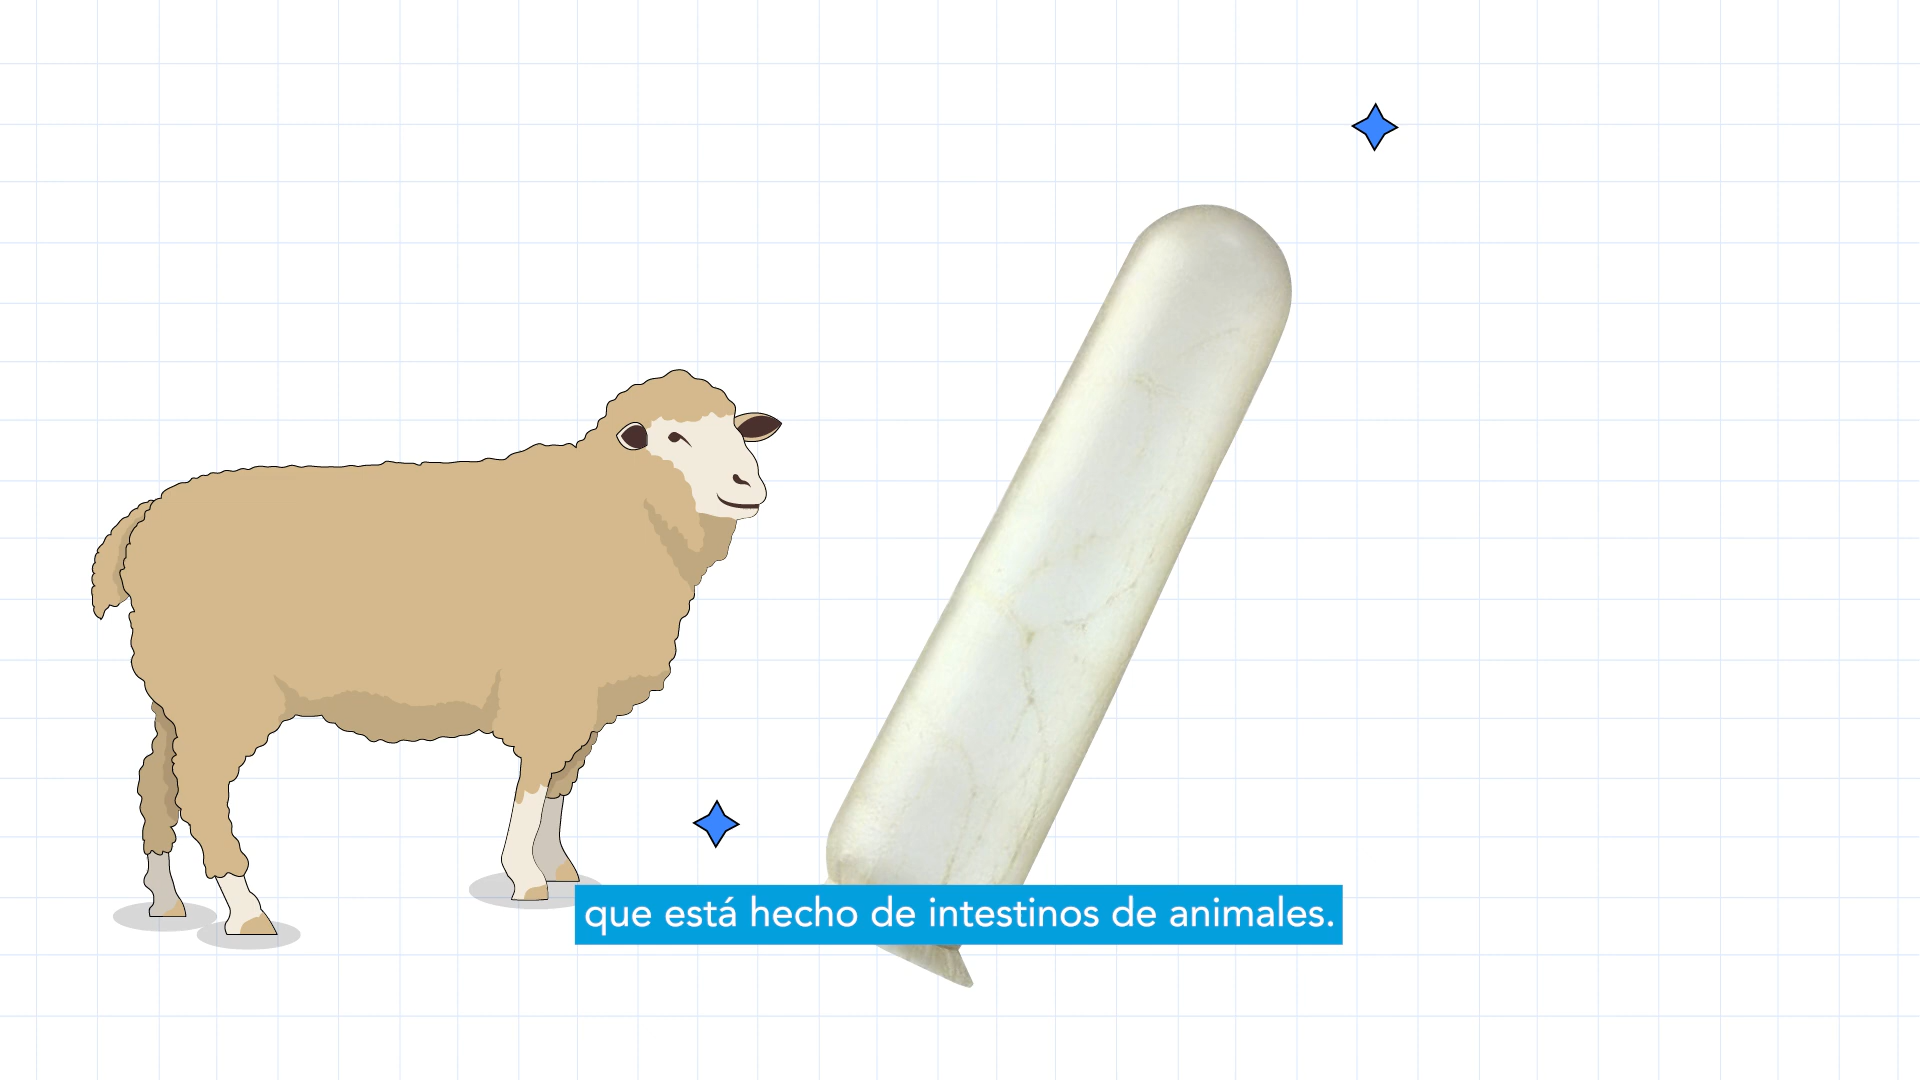 que está hecho de intestinos de animales.